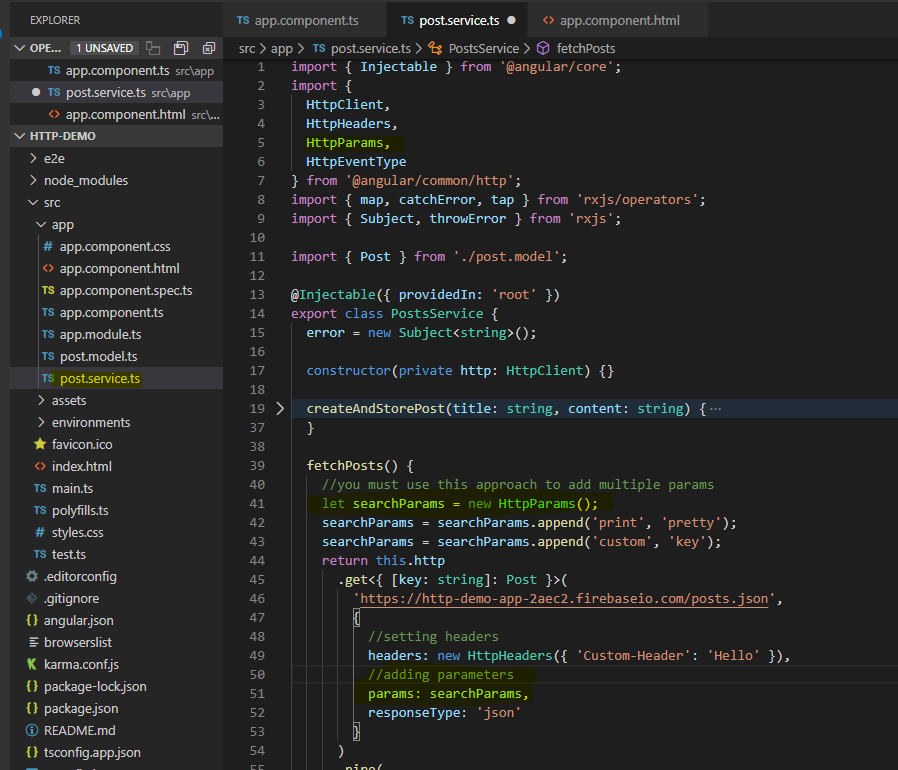 EXPLORER
OPE... 1 UNSAVED
TS app.component.ts src\app
TS post.service.ts src\app
<> app.component.html src\...
HTTP-DEMO
e2e
node_modules
src
app
# app.component.css
<> app.component.html
TS app.component.spec.ts
TS app.component.ts
TS app.module.ts
TS post.model.ts
TS post.service.ts
assets
environments
favicon.ico
<> index.html
TS main.ts
TS polyfills.ts
# styles.css
TS test.ts
.editorconfig
.gitignore
{} angular.json
browserslist
karma.conf.js
{} package-lock.json
{} package.json
README.md
{} tsconfig.app.json
TS app.component.ts TS post.service.ts <> app.component.html
src > app > TS post.service.ts > PostsService > fetchPosts
1 import { Injectable } from '@angular/core';
2 import {
3 HttpClient,
4 HttpHeaders,
5 HttpParams,
6 HttpEventType
7 } from '@angular/common/http';
8 import { map, catchError, tap } from 'rxjs/operators';
9 import { Subject, throwError } from 'rxjs';
10
11 import { Post } from './post.model';
12
13 @Injectable({ providedIn: 'root' })
14 export class PostsService {
15 error = new Subject<string>();
16
17 constructor(private http: HttpClient) {}
18
19 createAndStorePost(title: string, content: string) { ...
37 }
38
39 fetchPosts() {
40 //you must use this approach to add multiple params
41 let searchParams = new HttpParams();
42 searchParams = searchParams.append('print', 'pretty');
43 searchParams = searchParams.append('custom', 'key');
44 return this.http
45 .get<{ [key: string]: Post }>(
46 'https://http-demo-app-2aec2.firebaseio.com/posts.json',
47 {
48 //setting headers
49 headers: new HttpHeaders({ 'Custom-Header': 'Hello' }),
50 //adding parameters
51 params: searchParams,
52 responseType: 'json'
53 }
54 )
55 .pipe(